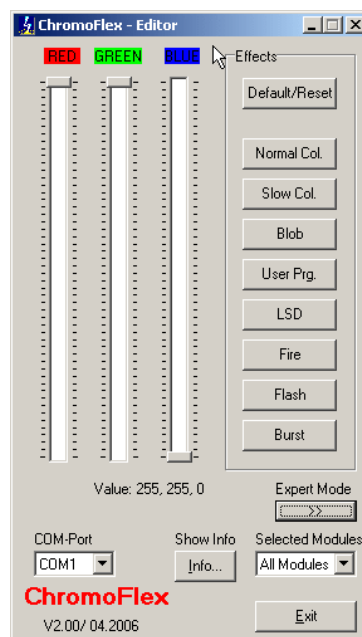 ChromoFlex - Editor
RED GREEN BLUE Effects
Default/Reset
Normal Col.
Slow Col.
Blob
User Prg.
LSD
Fire
Flash
Burst
Value: 255, 255, 0 Expert Mode
>>
COM-Port Show Info Selected Modules
COM1 Info... All Modules
ChromoFlex
V2.00/ 04.2006 Exit